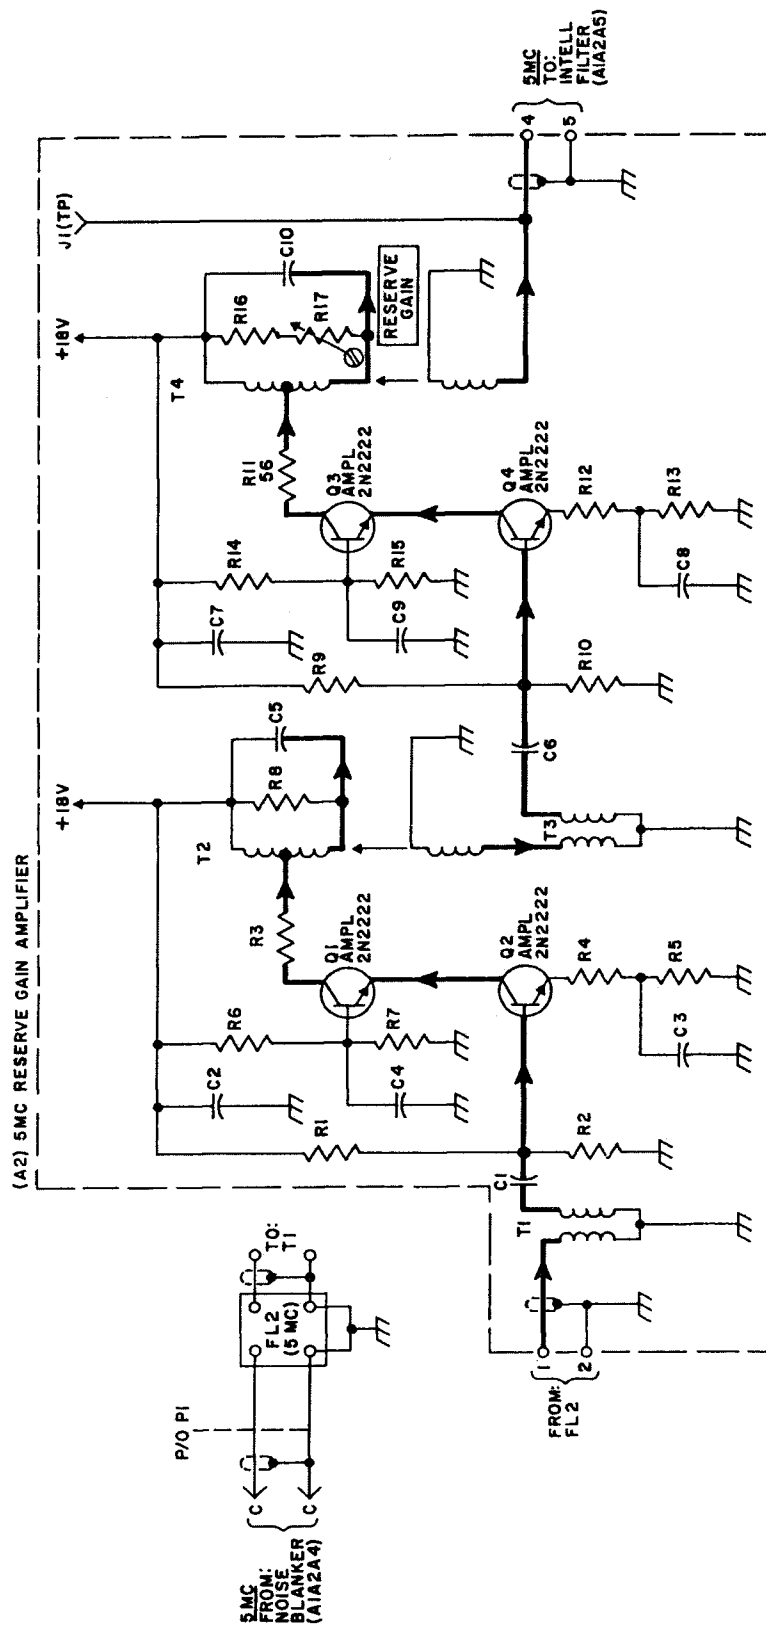 (A2) 5MC RESERVE GAIN AMPLIFIER
5MC
FROM:
NOISE
BLANKER
(A1A2A4)
C
C
P/O P1
FL2
(5 MC)
TO:
T1
FROM:
FL2
1
2
T1
C1
R1
R2
C2
C4
R6
R7
Q1
AMPL
2N2222
Q2
AMPL
2N2222
R3
R4
R5
C3
+18V
T2
R8
C5
T3
C6
R9
R10
C7
C9
R14
R15
Q3
AMPL
2N2222
Q4
AMPL
2N2222
R11
56
R12
R13
C8
+18V
T4
R16
R17
C10
RESERVE
GAIN
J1(TP)
4
5
5MC
TO:
INTELL
FILTER
(A1A2A5)